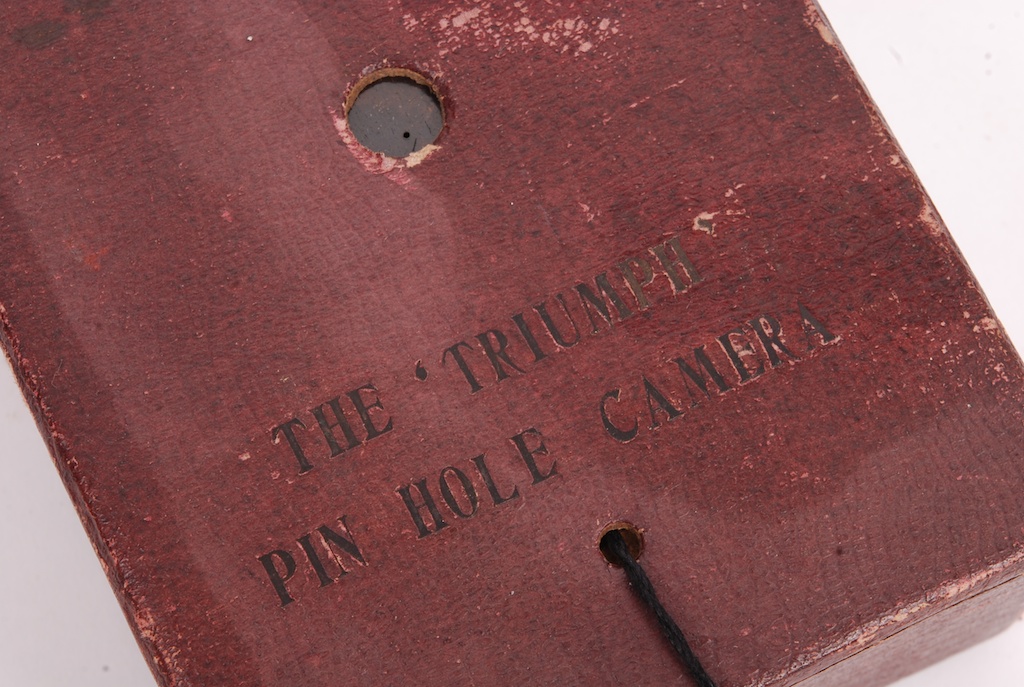 THE ‘TRIUMPH’
PIN HOLE CAMERA